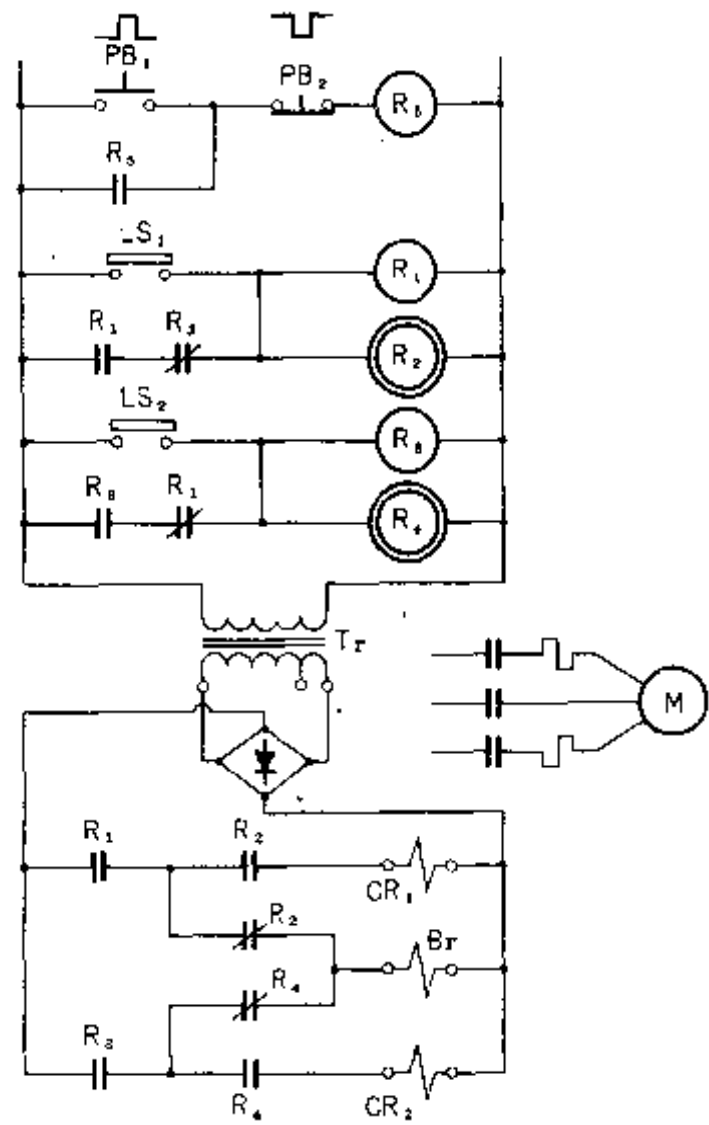 PB₁
PB₂
R₅
R₅
LS₁
R₁
R₁ R₃
R₂
LS₂
R₃
R₃ R₁
R₄
Tr
M
R₁ R₂
CR₁
R₂
Br
R₄
R₃
R₄ CR₂